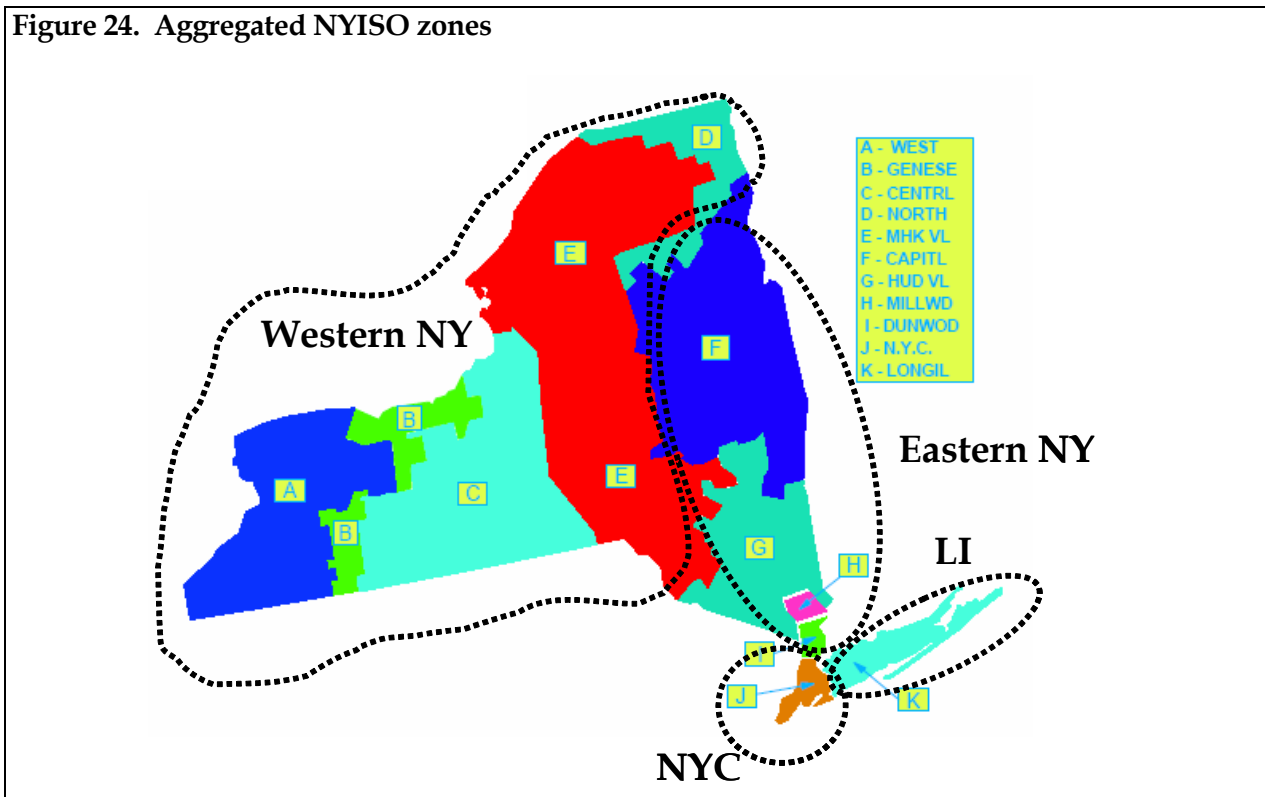 Figure 24. Aggregated NYISO zones
D
A - WEST
B - GENESE
C - CENTRL
D - NORTH
E - MHK VL
F - CAPITL
G - HUD VL
H - MILLWD
I - DUNWOD
J - N.Y.C.
K - LONGIL
E
Western NY
F
B
Eastern NY
A
C
E
B
G
H
LI
I
J
K
NYC